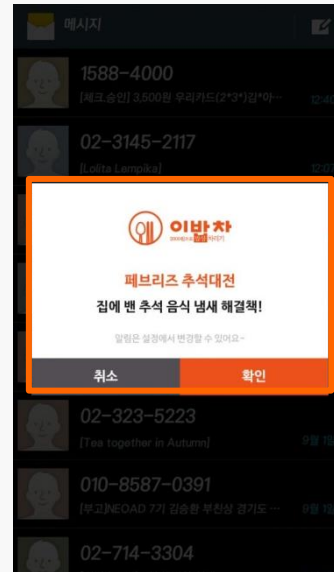 메시지
1588-4000
[체크.승인] 3,500원 우리카드(2*3*)김*아…
12:40
02-3145-2117
[Lolita Lempika]
이바차
페브리즈 추석대전
집에 밴 추석 음식 냄새 해결책!
알림은 설정에서 변경할 수 있어요~
취소
확인
02-323-5223
[Tea together in Autumn]
010-8587-0391
[부고]NEOAD 7기 김승환 부친상 경기도 …
02-714-3304